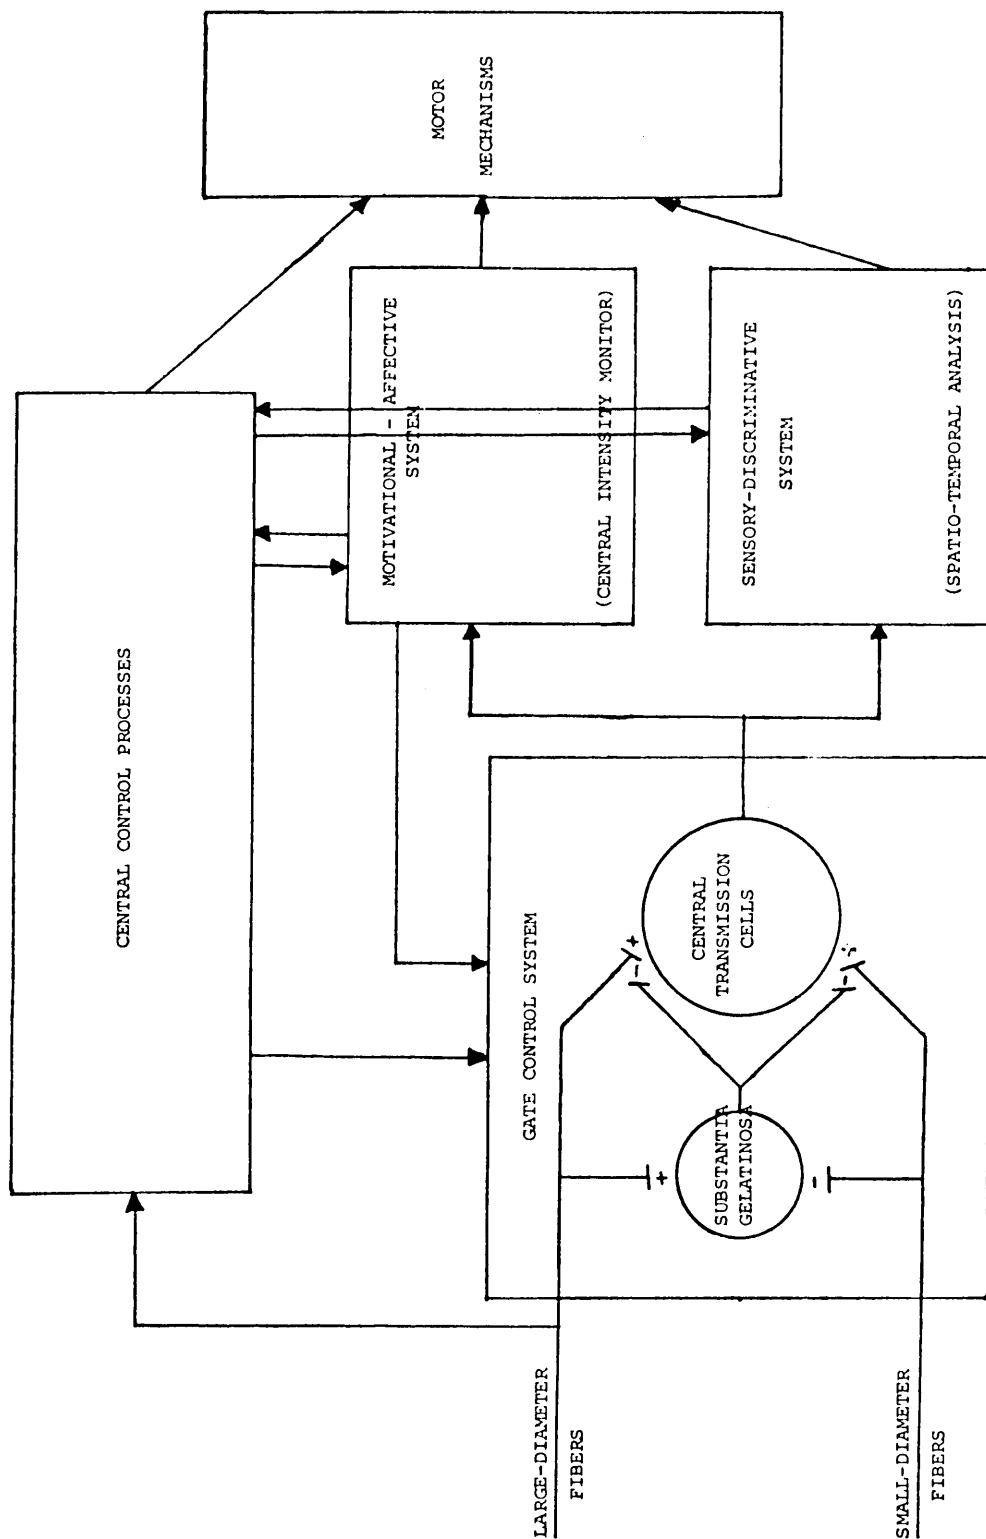 CENTRAL CONTROL PROCESSES
MOTOR
MECHANISMS
MOTIVATIONAL - AFFECTIVE
SYSTEM
(CENTRAL INTENSITY MONITOR)
SENSORY-DISCRIMINATIVE
SYSTEM
(SPATIO-TEMPORAL ANALYSIS)
GATE CONTROL SYSTEM
CENTRAL
TRANSMISSION
CELLS
+
-
-
+
SUBSTANTIA
GELATINOSA
+
-
LARGE-DIAMETER
FIBERS
SMALL-DIAMETER
FIBERS